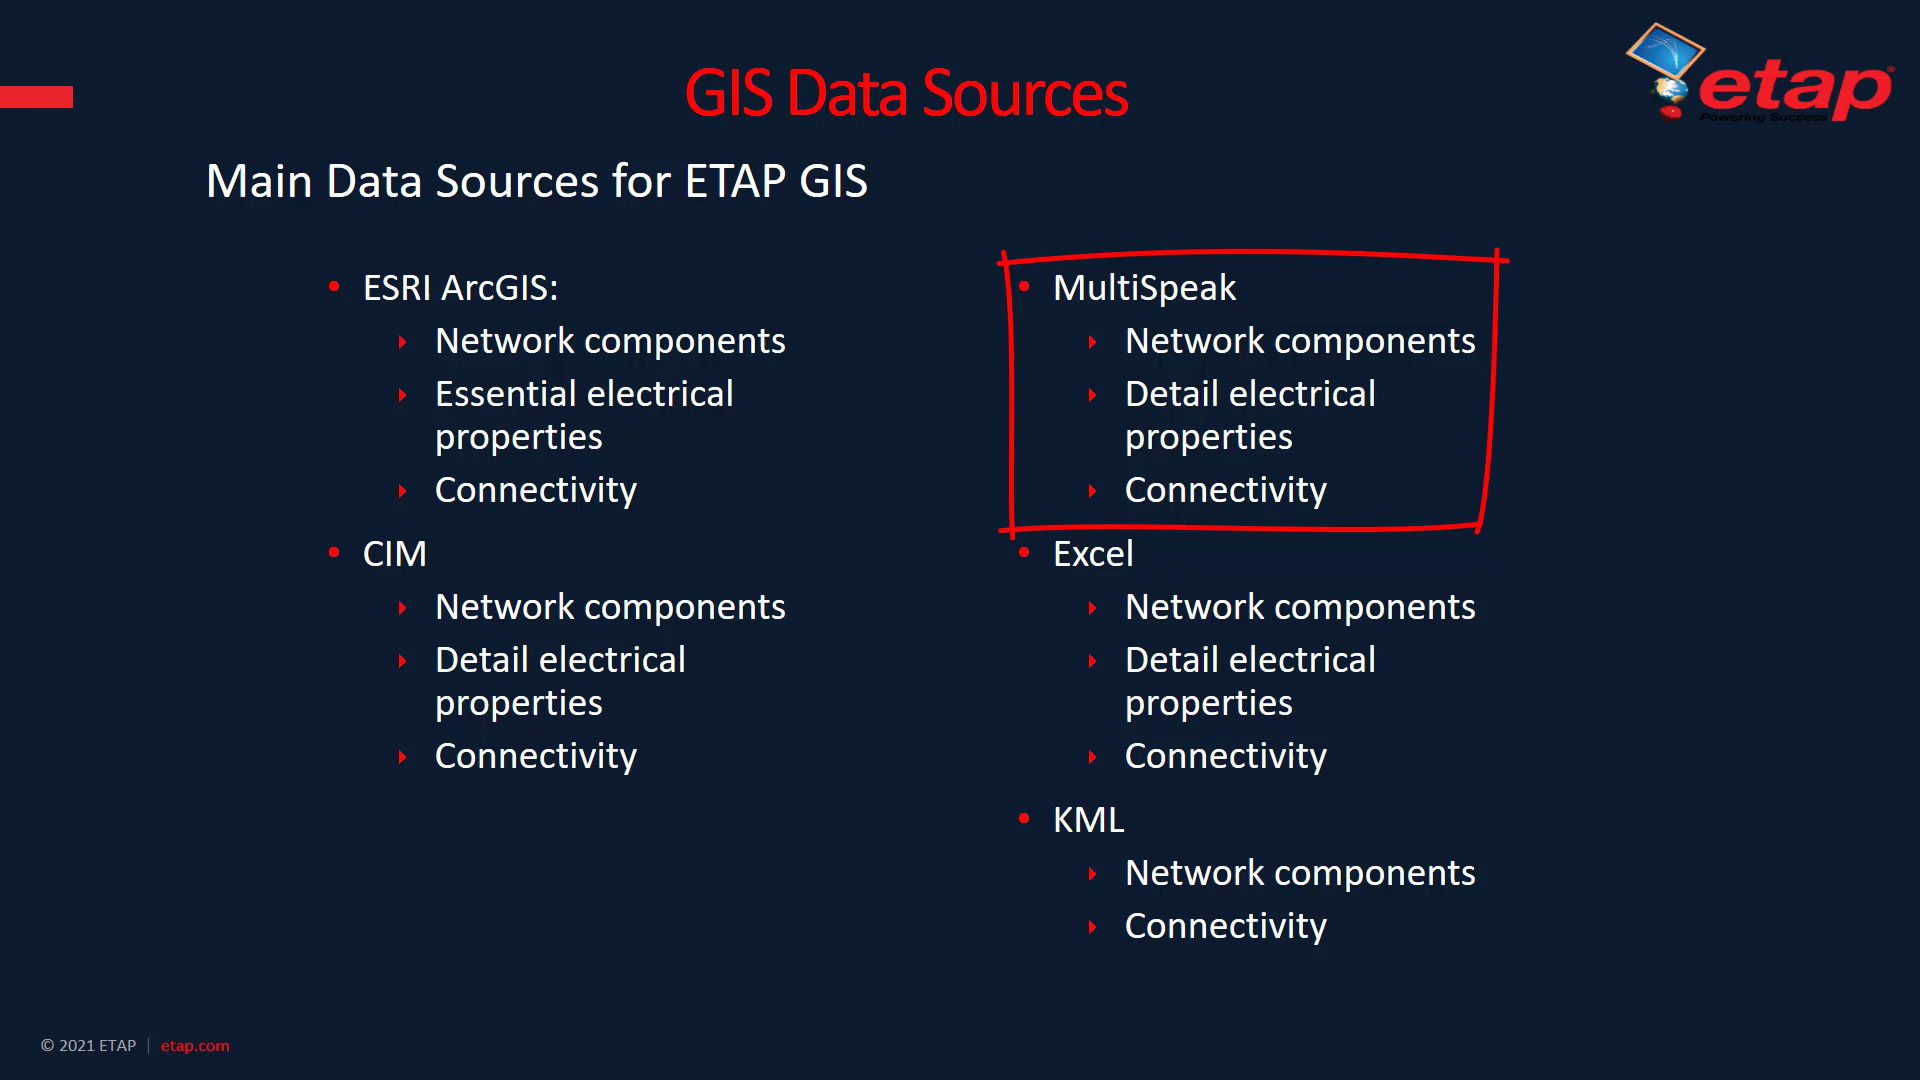 GIS Data Sources
etap®
Powering Success
Main Data Sources for ETAP GIS
• ESRI ArcGIS:
Network components
Essential electrical
properties
Connectivity
• CIM
Network components
Detail electrical
properties
Connectivity
• MultiSpeak
Network components
Detail electrical
properties
Connectivity
• Excel
Network components
Detail electrical
properties
Connectivity
• KML
Network components
Connectivity
© 2021 ETAP | etap.com